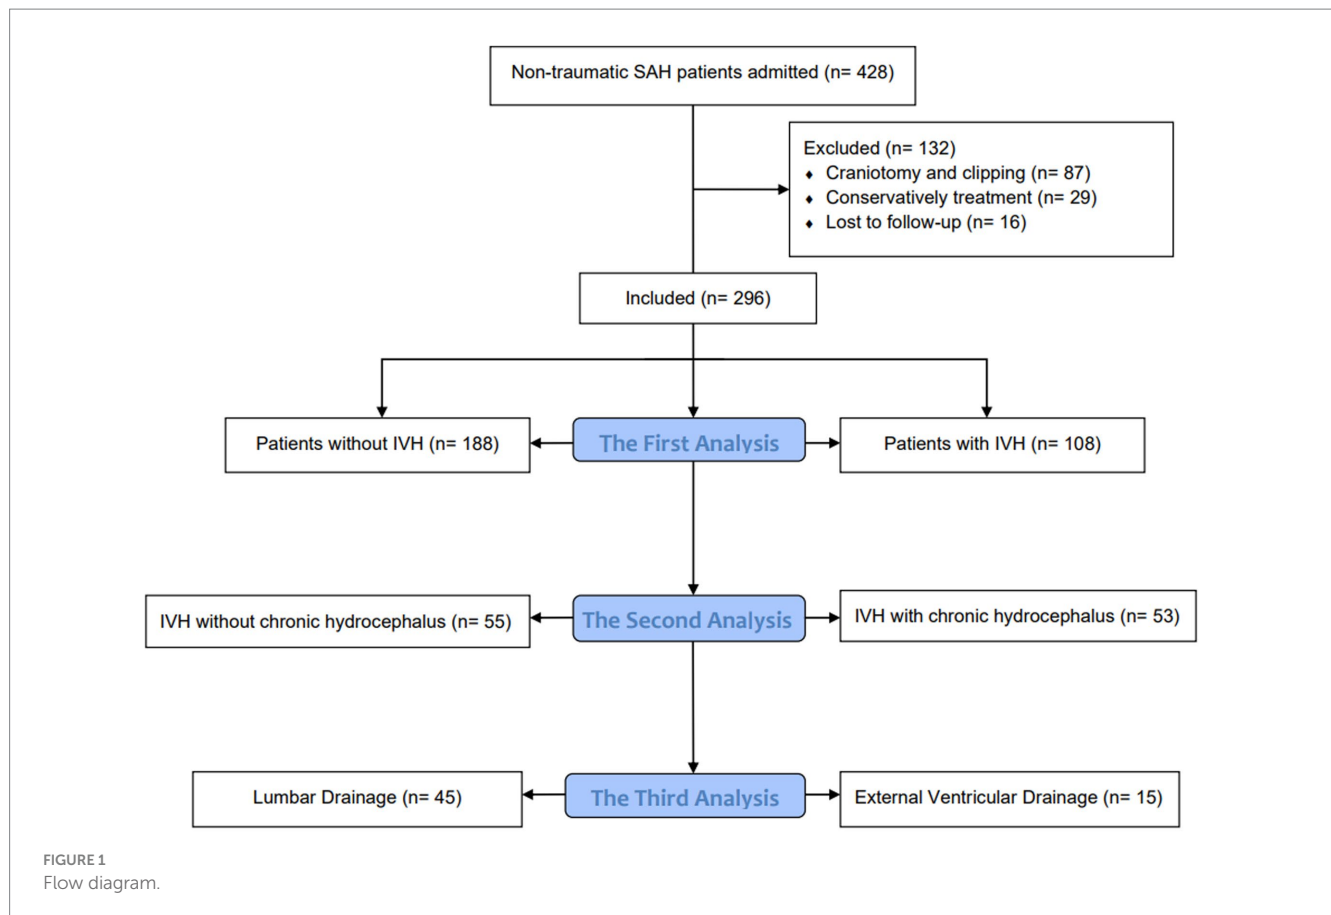 Non-traumatic SAH patients admitted (n= 428)
Excluded (n= 132)
♦ Craniotomy and clipping (n= 87)
♦ Conservatively treatment (n= 29)
♦ Lost to follow-up (n= 16)
Included (n= 296)
Patients without IVH (n= 188)
The First Analysis
Patients with IVH (n= 108)
IVH without chronic hydrocephalus (n= 55)
The Second Analysis
IVH with chronic hydrocephalus (n= 53)
Lumbar Drainage (n= 45)
The Third Analysis
External Ventricular Drainage (n= 15)
FIGURE 1
Flow diagram.